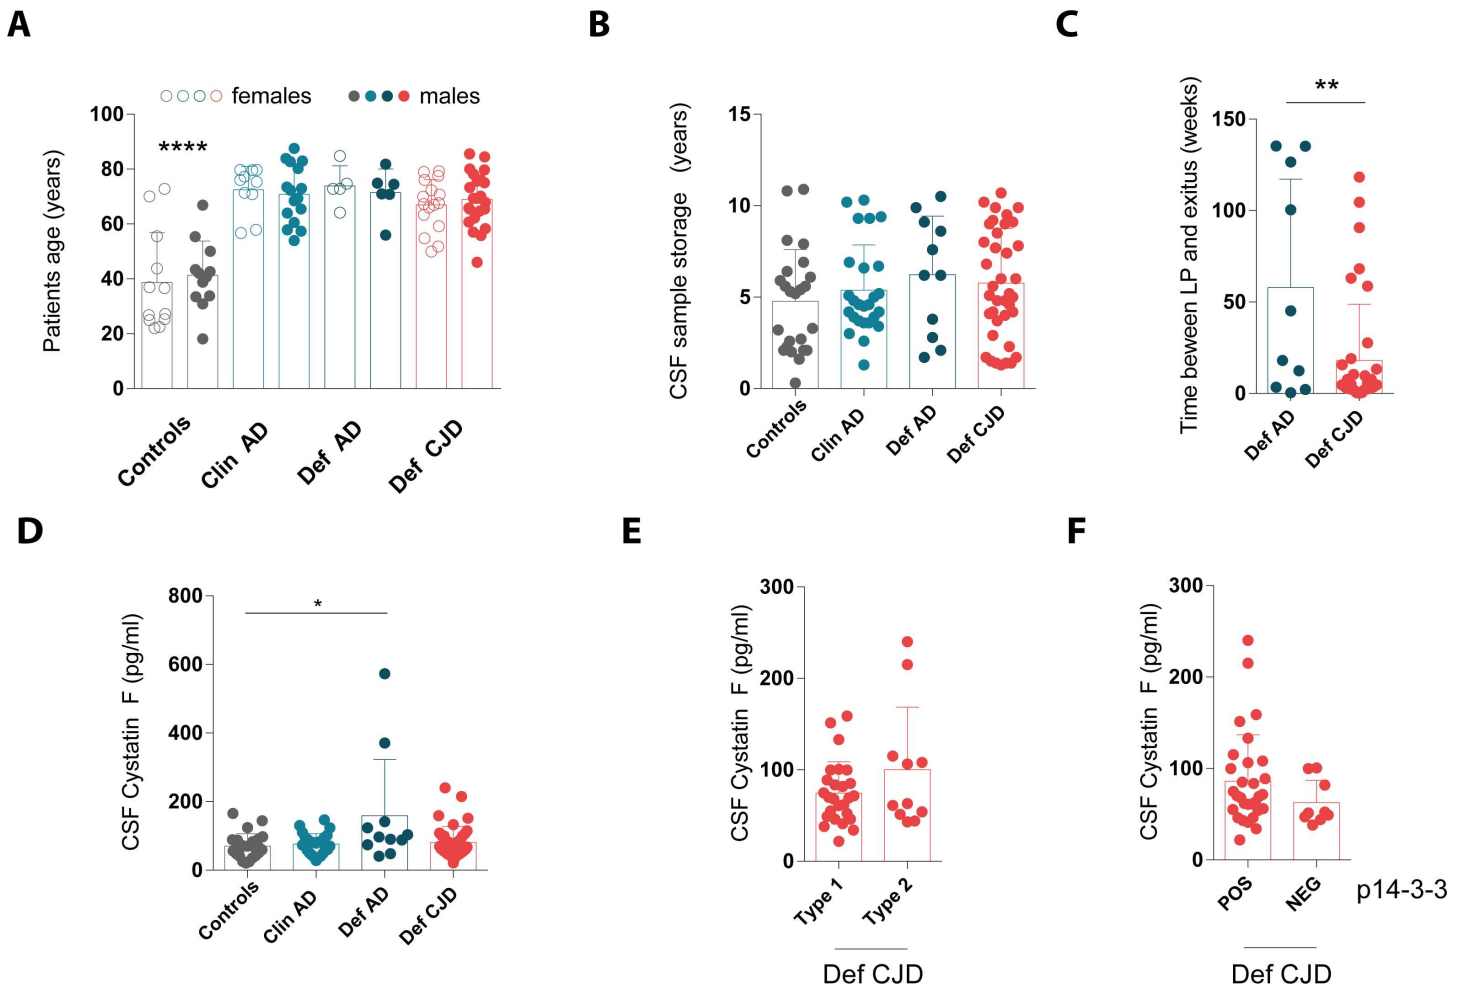 A
B
C
females
males
Patients age (years)
100
80
60
40
20
0
****
Controls
Clin AD
Def AD
Def CJD
CSF sample storage (years)
15
10
5
0
Controls
Clin AD
Def AD
Def CJD
Time beween LP and exitus (weeks)
150
100
50
0
**
Def AD
Def CJD
D
E
F
CSF Cystatin F (pg/ml)
800
600
400
200
0
*
Controls
Clin AD
Def AD
Def CJD
CSF Cystatin F (pg/ml)
300
200
100
0
Type 1
Type 2
Def CJD
CSF Cystatin F (pg/ml)
300
200
100
0
POS
NEG
p14-3-3
Def CJD